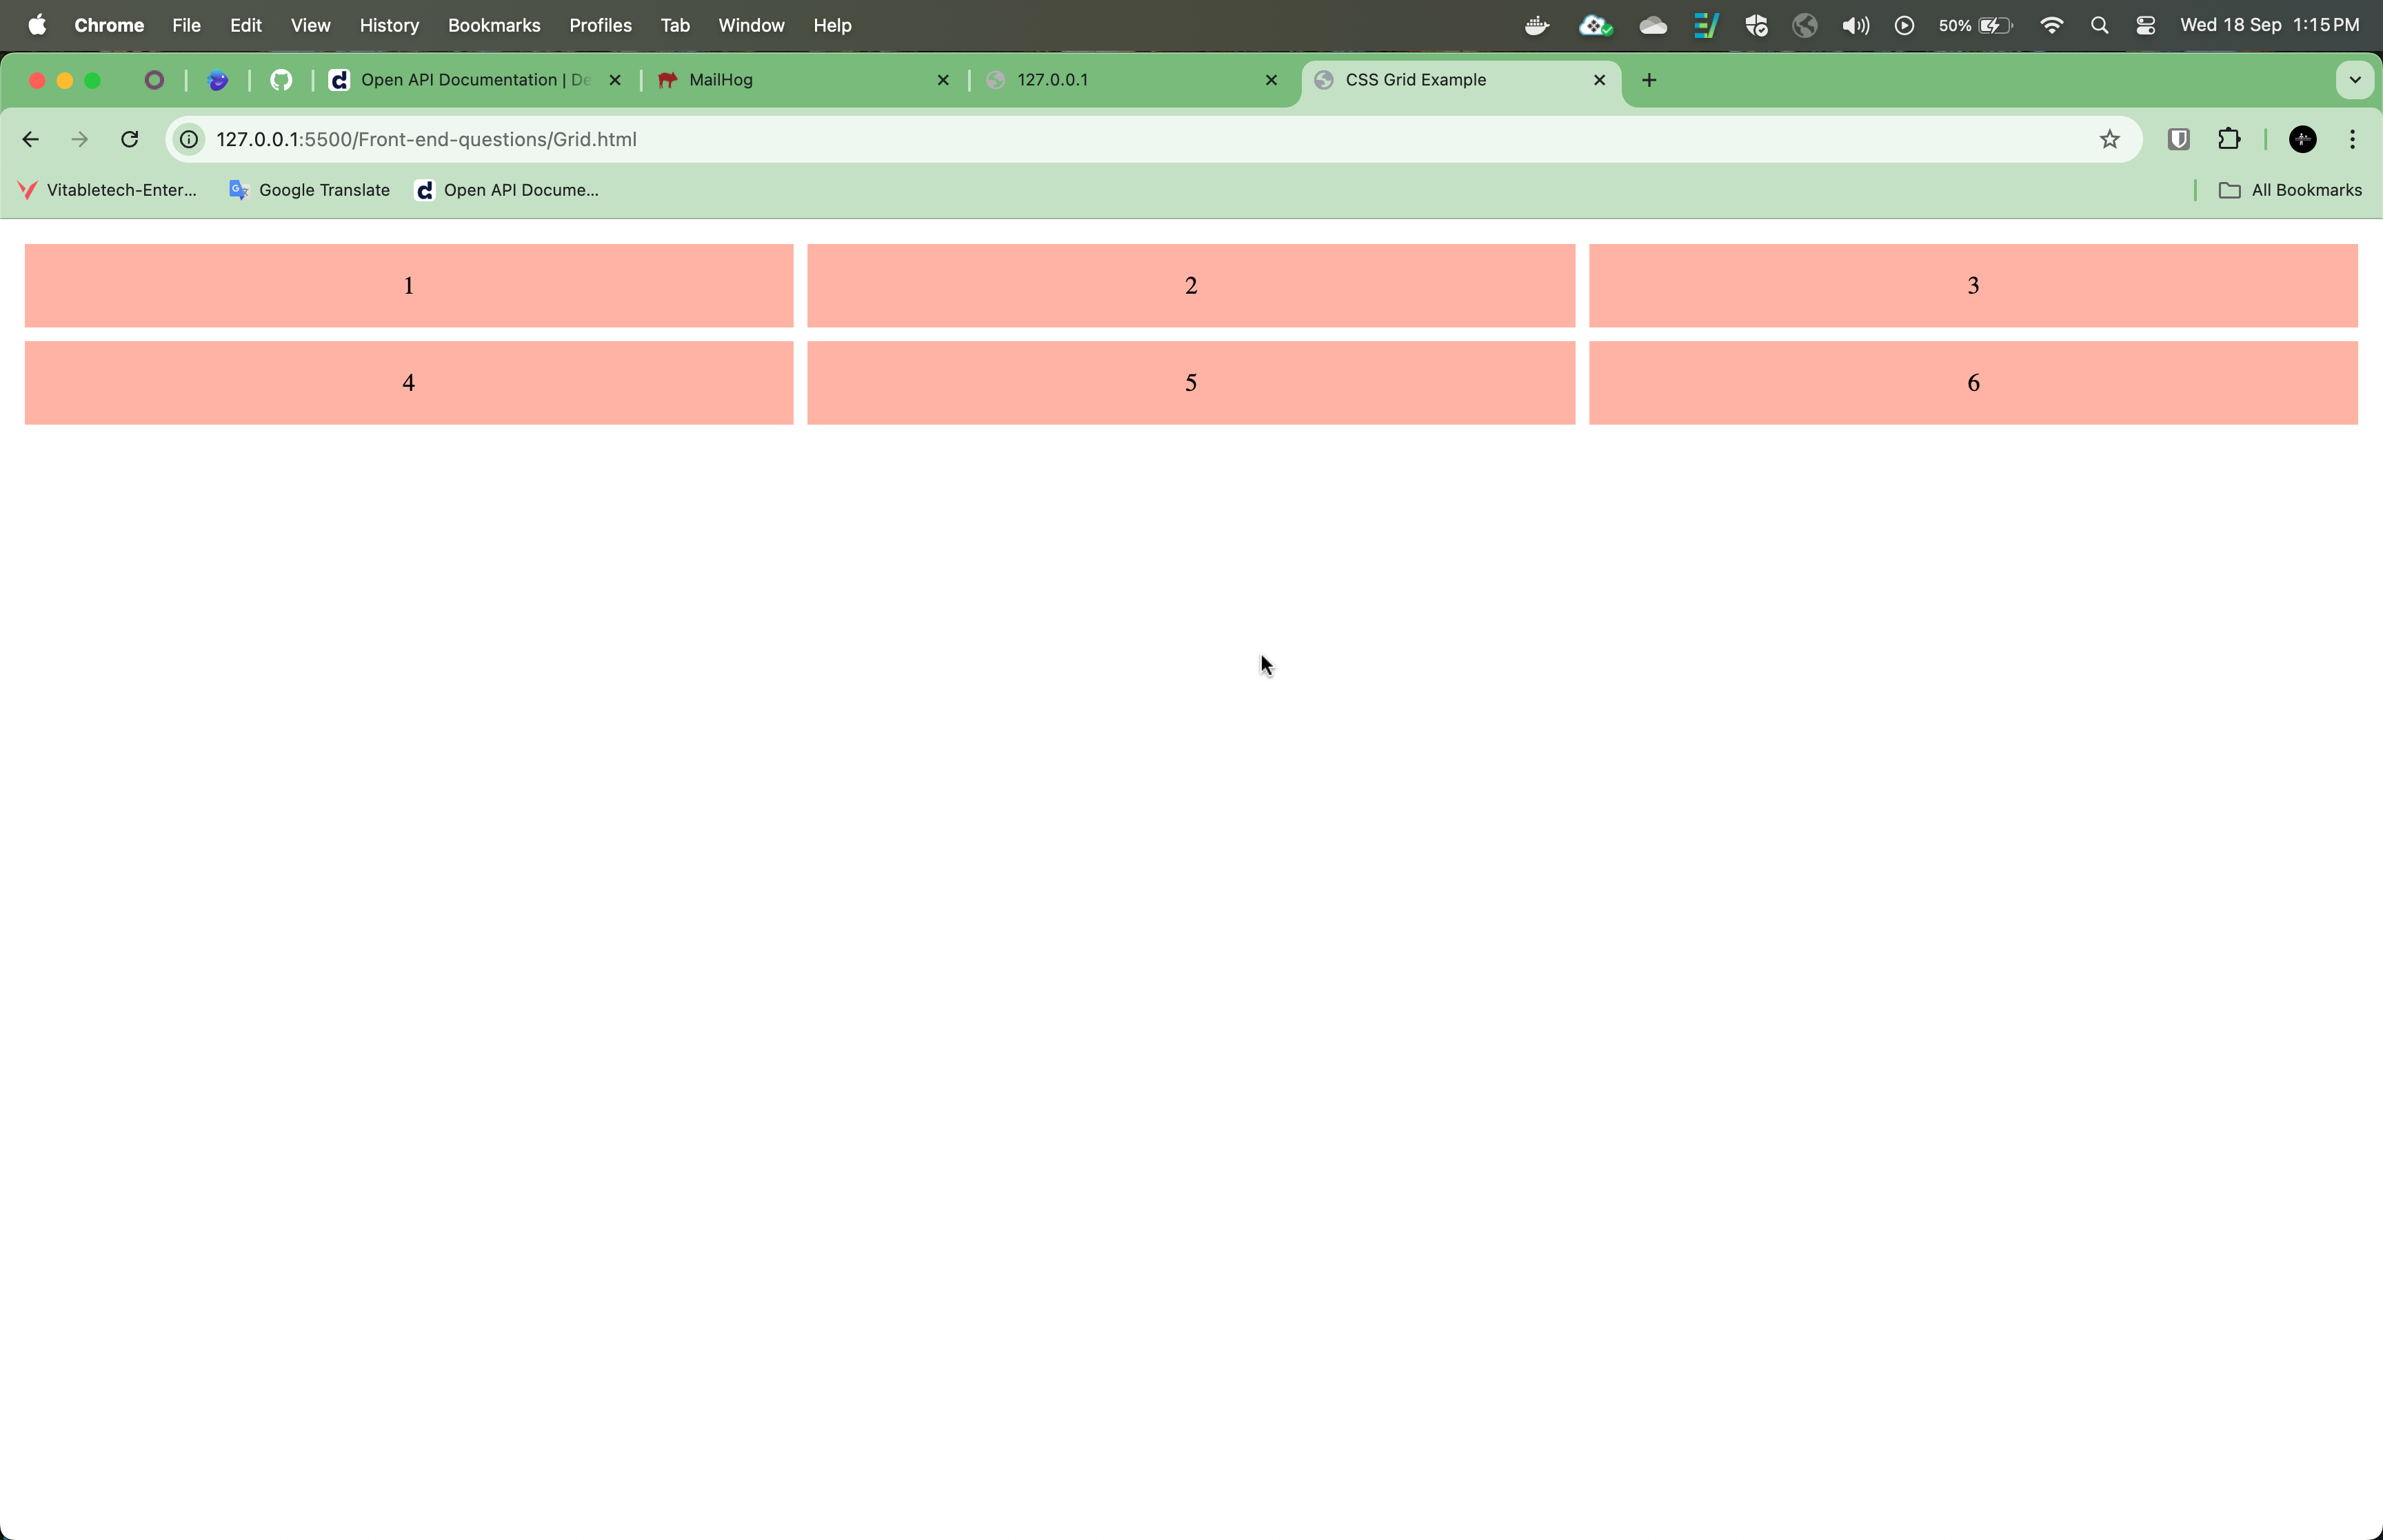 Chrome File Edit View History Bookmarks Profiles Tab Window Help 50% Wed 18 Sep 1:15 PM
Open API Documentation | De MailHog 127.0.0.1 CSS Grid Example
127.0.0.1:5500/Front-end-questions/Grid.html
Vitabletech-Enter... Google Translate Open API Docume... All Bookmarks
1 2 3
4 5 6